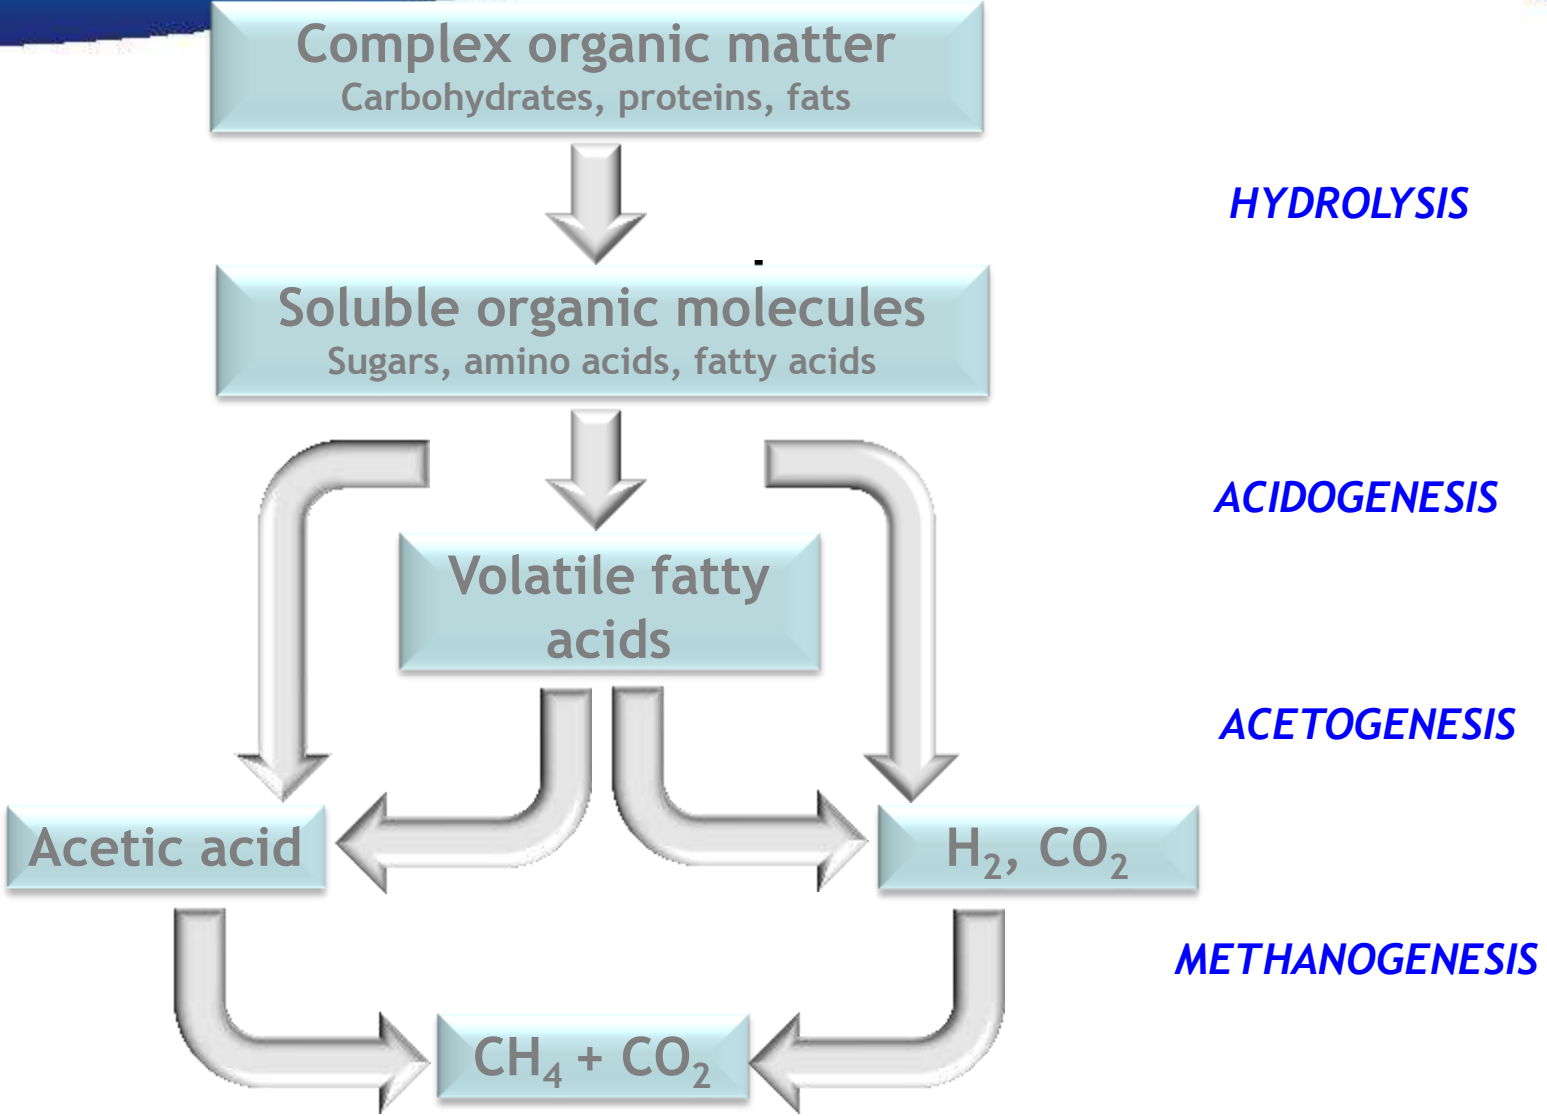 Complex organic matter
Carbohydrates, proteins, fats
HYDROLYSIS
Soluble organic molecules
Sugars, amino acids, fatty acids
ACIDOGENESIS
Volatile fatty
acids
ACETOGENESIS
Acetic acid
H₂, CO₂
METHANOGENESIS
CH₄ + CO₂